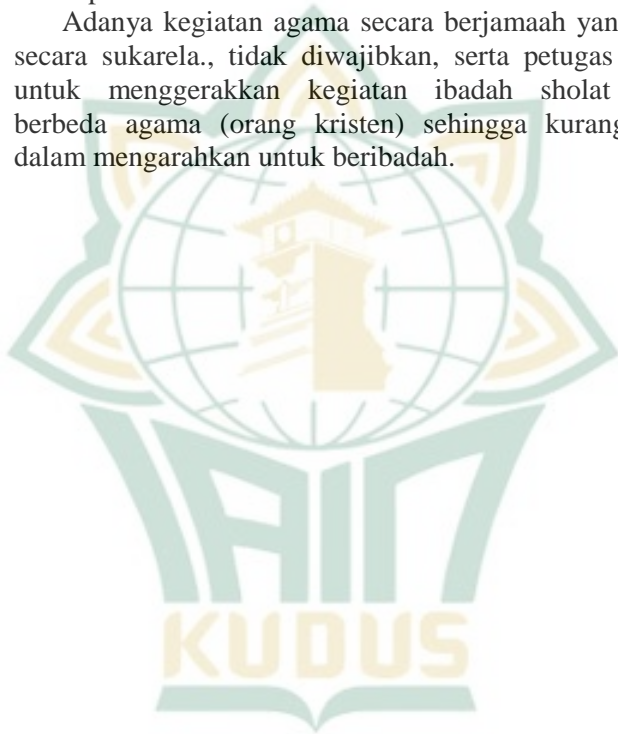 Adanya kegiatan agama secara berjamaah yan
secara sukarela., tidak diwajibkan, serta petugas
untuk menggerakkan kegiatan ibadah sholat
berbeda agama (orang kristen) sehingga kurang
dalam mengarahkan untuk beribadah.
IAIN
KUDUS